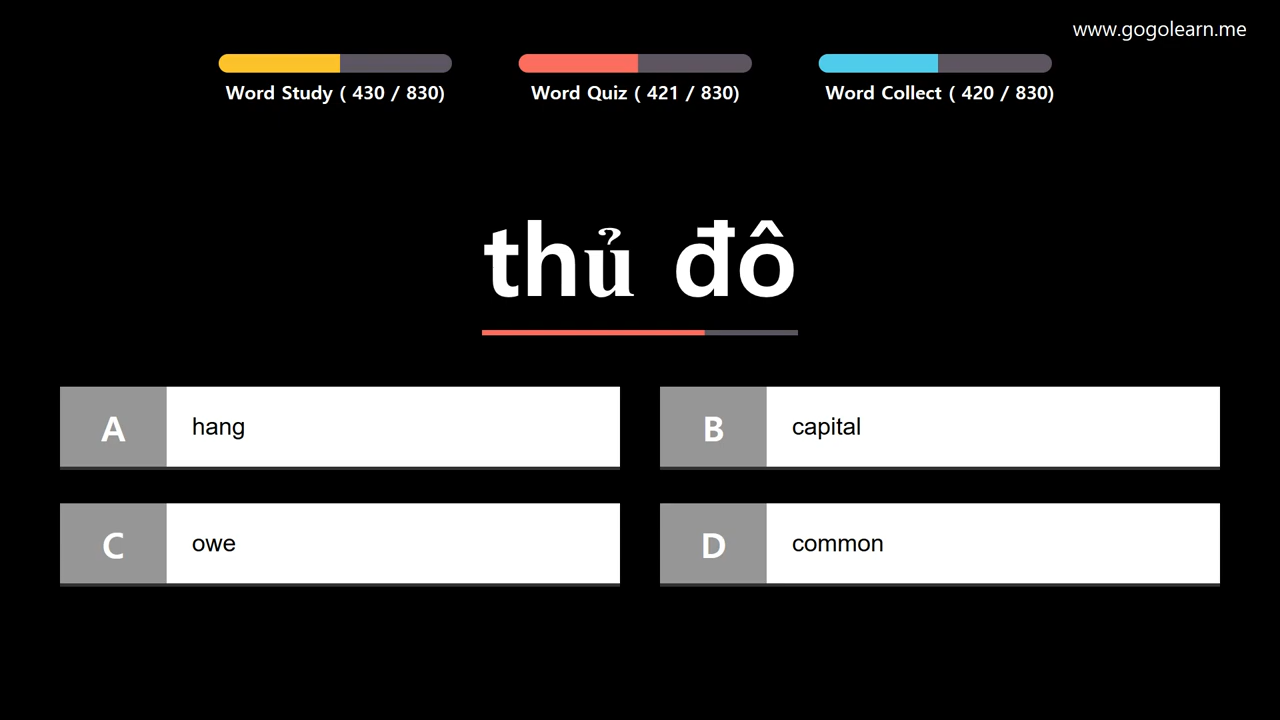 www.gogolearn.me
Word Study ( 430 / 830)
Word Quiz ( 421 / 830)
Word Collect ( 420 / 830)
thủ đô
A hang
B capital
C owe
D common